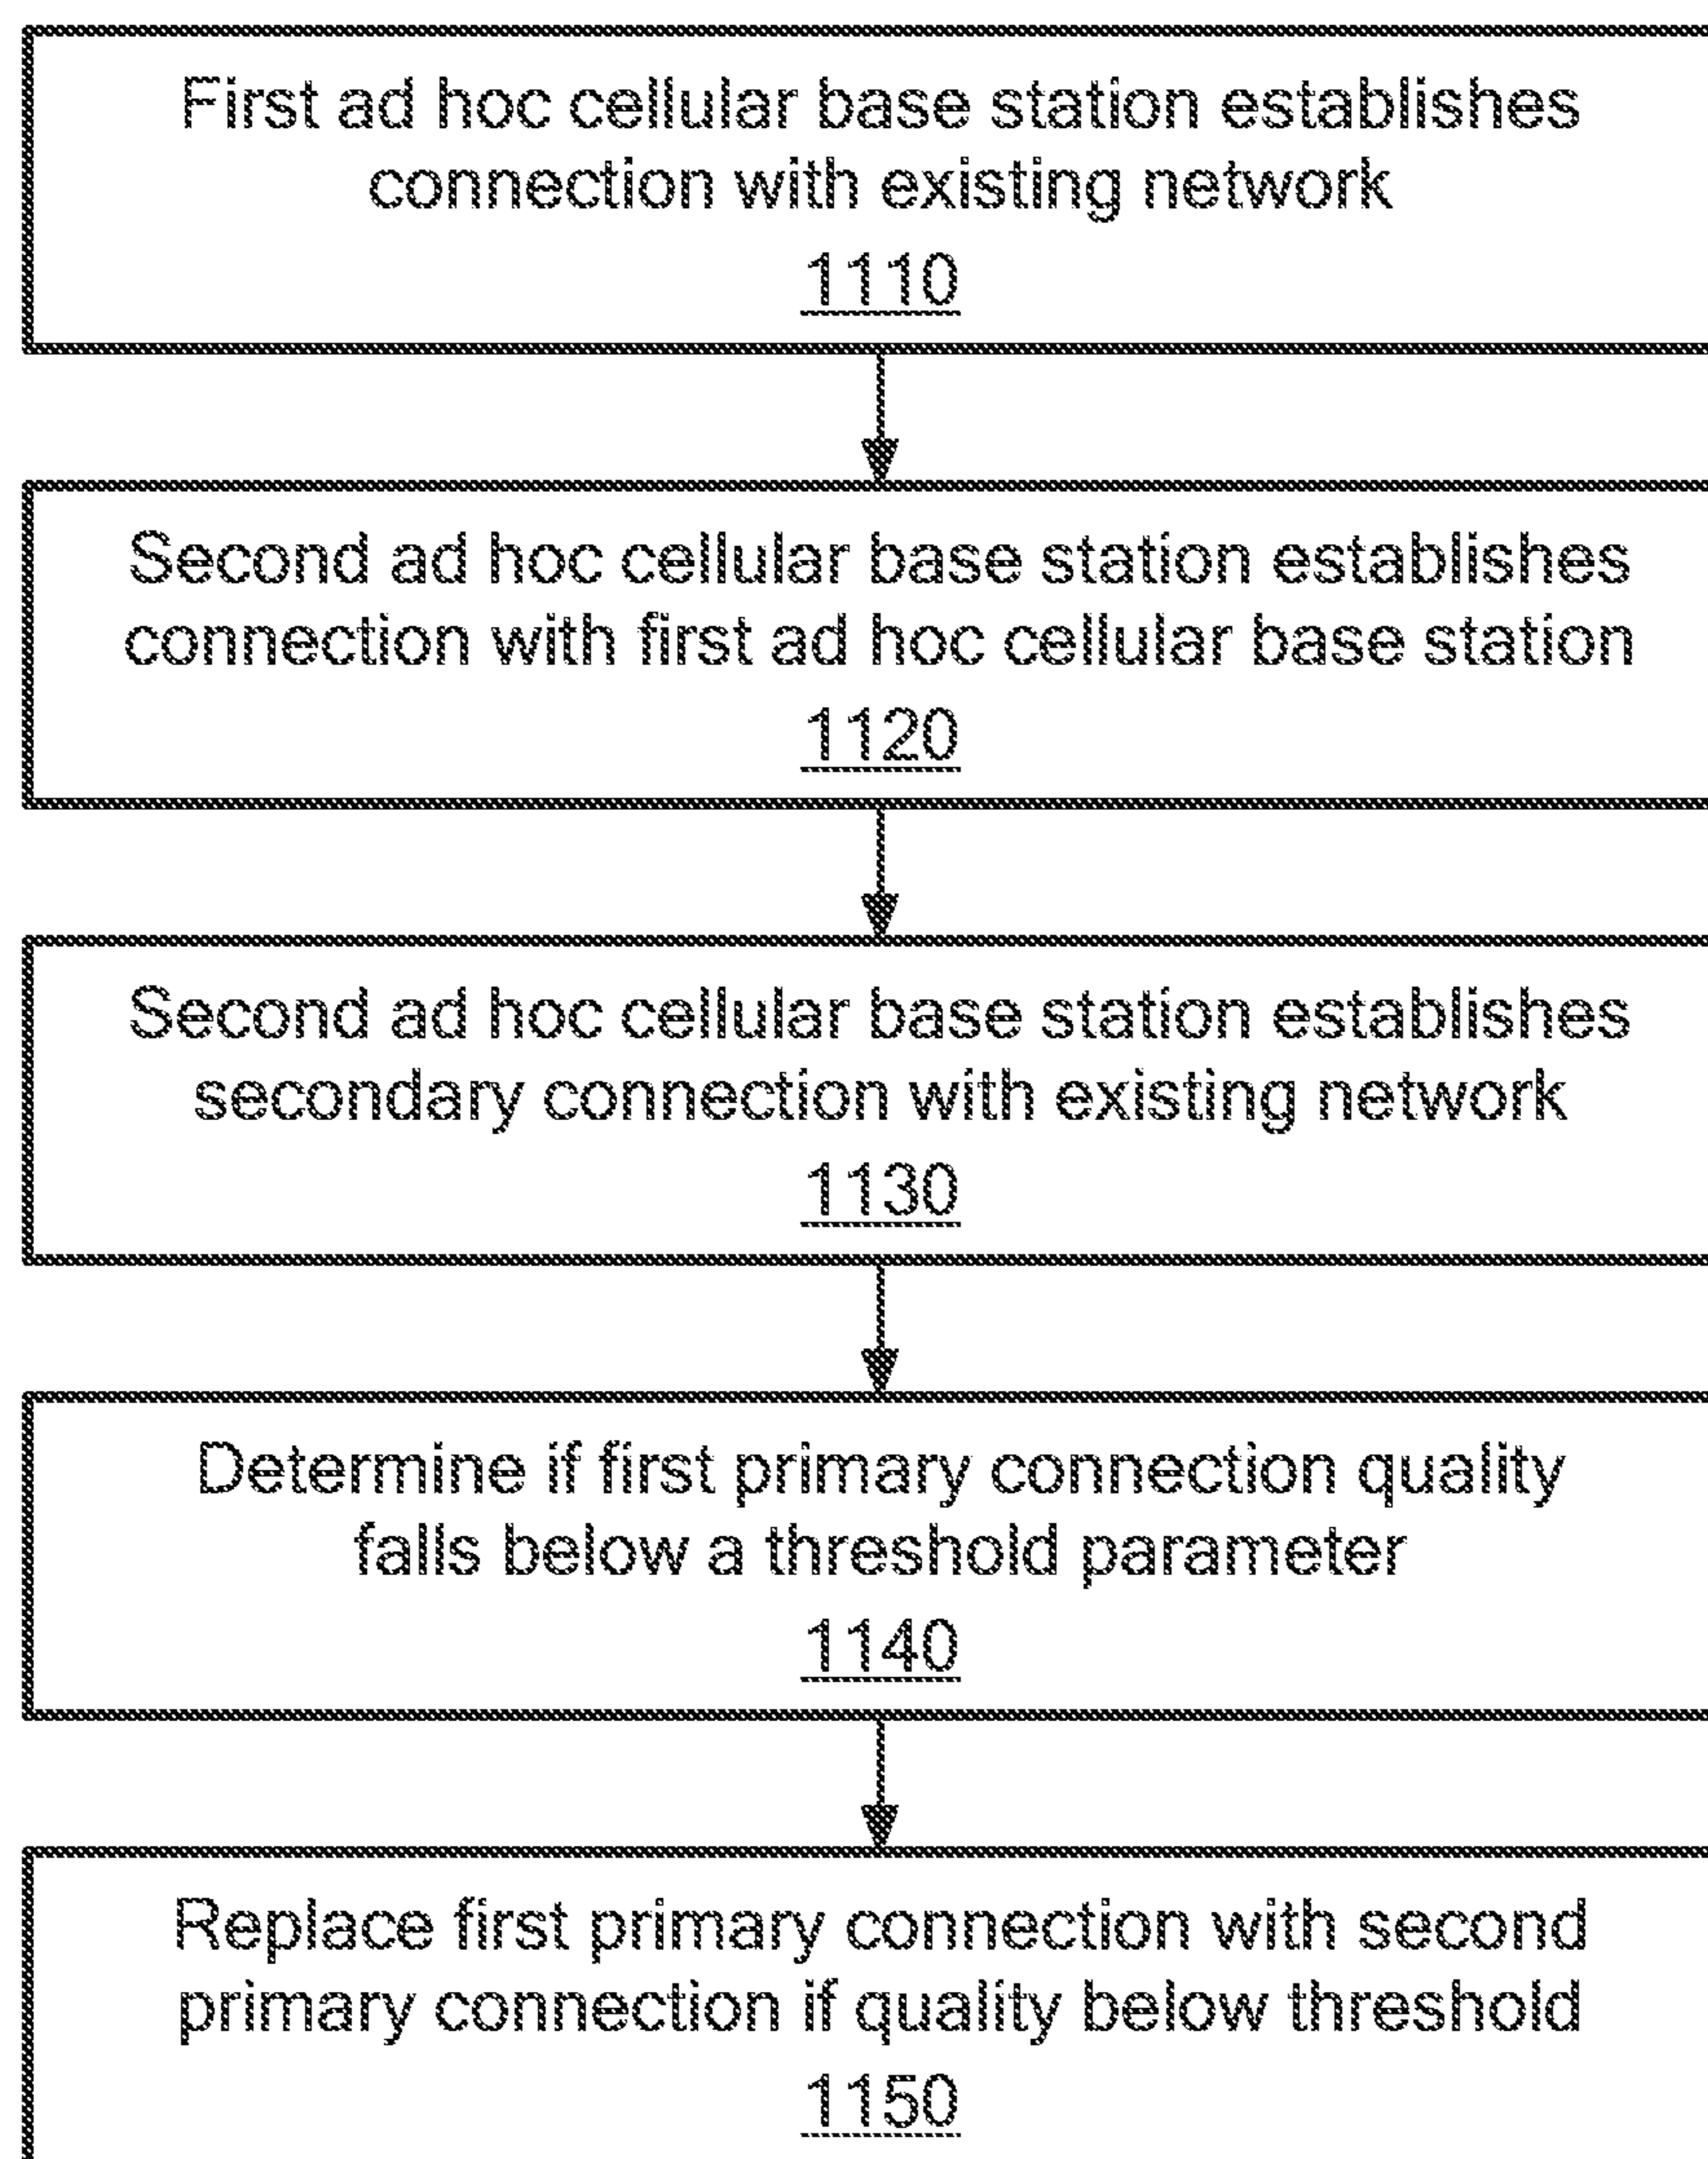 First ad hoc cellular base station establishes
connection with existing network
1110
Second ad hoc cellular base station establishes
connection with first ad hoc cellular base station
1120
Second ad hoc cellular base station establishes
secondary connection with existing network
1130
Determine if first primary connection quality
falls below a threshold parameter
1140
Replace first primary connection with second
primary connection if quality below threshold
1150